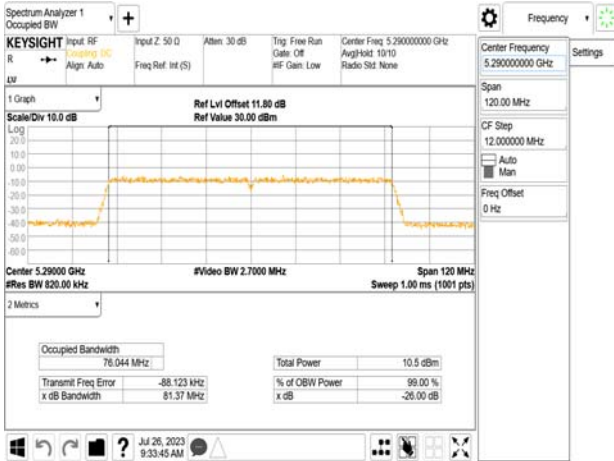 Spectrum Analyzer 1
Occupied BW
+
Frequency
KEYSIGHT Input: RF Input Z: 50 Ω Atten: 30 dB Trig: Free Run Center Freq: 5.290000000 GHz
R Coupling: DC Gate: Off Avg|Hold: 10/10
Align: Auto Freq Ref: Int (S) #IF Gain: Low Radio Std: None
Center Frequency
5.290000000 GHz
Settings
Span
120.00 MHz
CF Step
12.000000 MHz
Auto
Man
Freq Offset
0 Hz
1 Graph
Ref Lvl Offset 11.80 dB
Scale/Div 10.0 dB Ref Value 30.00 dBm
Log
20.0
10.0
0.00
-10.0
-20.0
-30.0
-40.0
-50.0
-60.0
Center 5.29000 GHz #Video BW 2.7000 MHz Span 120 MHz
#Res BW 820.00 kHz Sweep 1.00 ms (1001 pts)
2 Metrics
Occupied Bandwidth
76.044 MHz Total Power 10.5 dBm
Transmit Freq Error -88.123 kHz % of OBW Power 99.00 %
x dB Bandwidth 81.37 MHz x dB -26.00 dB
? Jul 26, 2023
9:33:45 AM